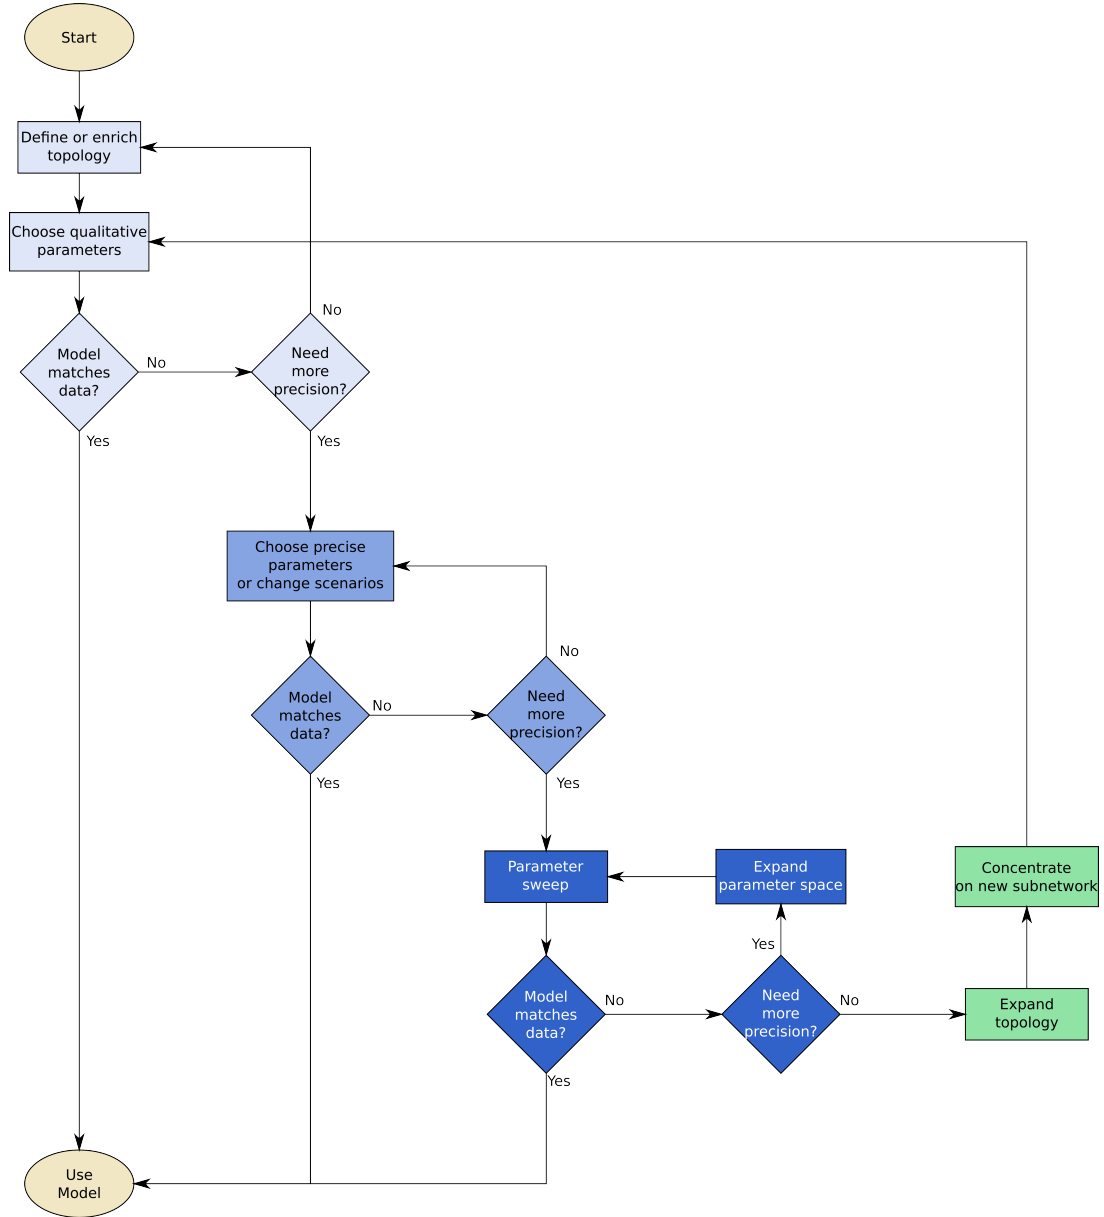 Start
Define or enrich
topology
Choose qualitative
parameters
No
Model
matches
data?
No
Need
more
precision?
Yes
Yes
Choose precise
parameters
or change scenarios
No
Model
matches
data?
No
Need
more
precision?
Yes
Yes
Parameter
sweep
Expand
parameter space
Concentrate
on new subnetwork
Yes
Model
matches
data?
No
Need
more
precision?
No
Expand
topology
Yes
Use
Model